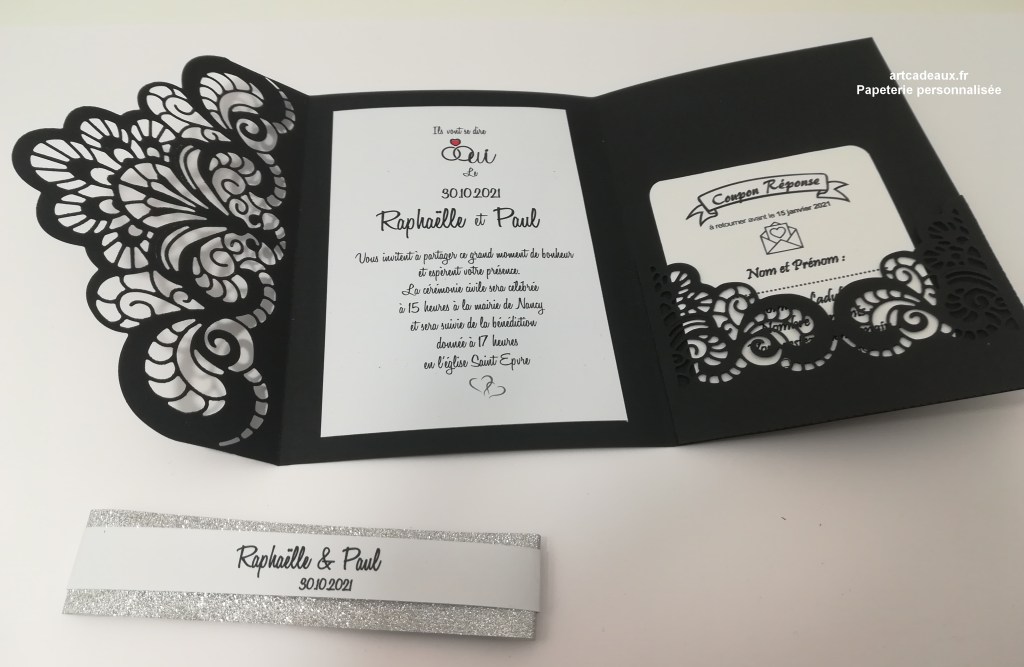 artcadeaux.fr
Papeterie personnalisée
Ils vont se dire
Oui
Le
30.10.2021
Raphaëlle et Paul
Vous invitent à partager ce grand moment de bonheur
et espèrent votre présence.
La cérémonie civile sera célébrée
à 15 heures à la mairie de Nancy
et sera suivie de la bénédiction
donnée à 17 heures
en l'église Saint Epvre
Coupon Réponse
à retourner avant le 15 janvier 2021
Nom et Prénom :
Nombre
Raphaëlle & Paul
30.10.2021